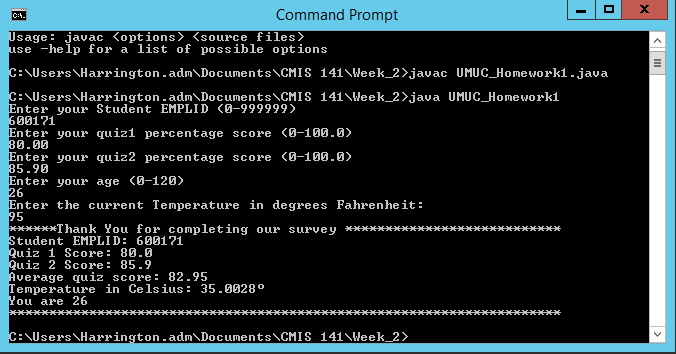 Command Prompt
Usage: javac <options> <source files>
use -help for a list of possible options
C:\Users\Harrington.adm\Documents\CMIS 141\Week_2>javac UMUC_Homework1.java
C:\Users\Harrington.adm\Documents\CMIS 141\Week_2>java UMUC_Homework1
Enter your Student EMPLID (0-999999)
600171
Enter your quiz1 percentage score (0-100.0)
80.00
Enter your quiz2 percentage score (0-100.0)
85.90
Enter your age (0-120)
26
Enter the current Temperature in degrees Fahrenheit:
95
******Thank You for completing our survey ***************************
Student EMPLID: 600171
Quiz 1 Score: 80.0
Quiz 2 Score: 85.9
Average quiz score: 82.95
Temperature in Celsius: 35.0028º
You are 26
*********************************************************************
C:\Users\Harrington.adm\Documents\CMIS 141\Week_2>